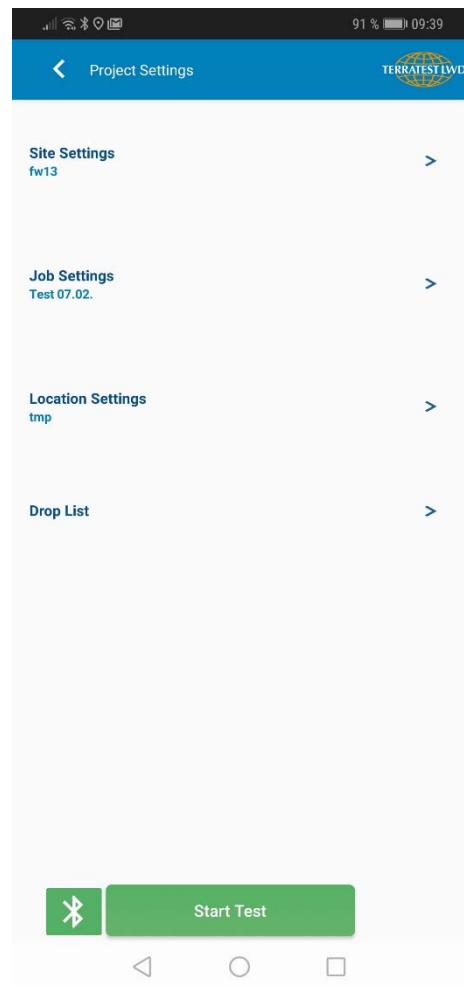 91 % 09:39
Project Settings
TERRATEST LWD
Site Settings
fw13
>
Job Settings
Test 07.02.
>
Location Settings
tmp
>
Drop List
>
Start Test